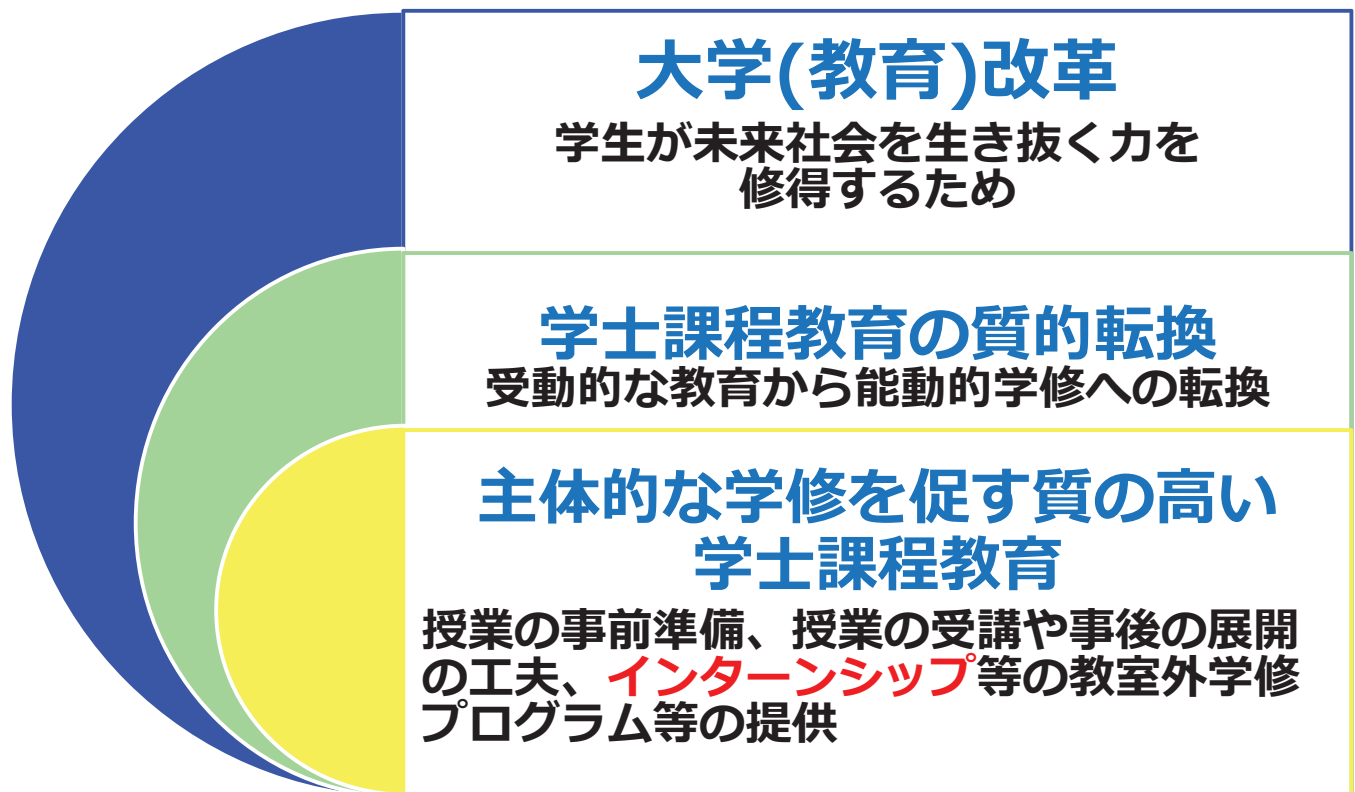 大学(教育)改革
学生が未来社会を生き抜く力を
修得するため
学士課程教育の質的転換
受動的な教育から能動的学修への転換
主体的な学修を促す質の高い
学士課程教育
授業の事前準備、授業の受講や事後の展開
の工夫、インターンシップ等の教室外学修
プログラム等の提供